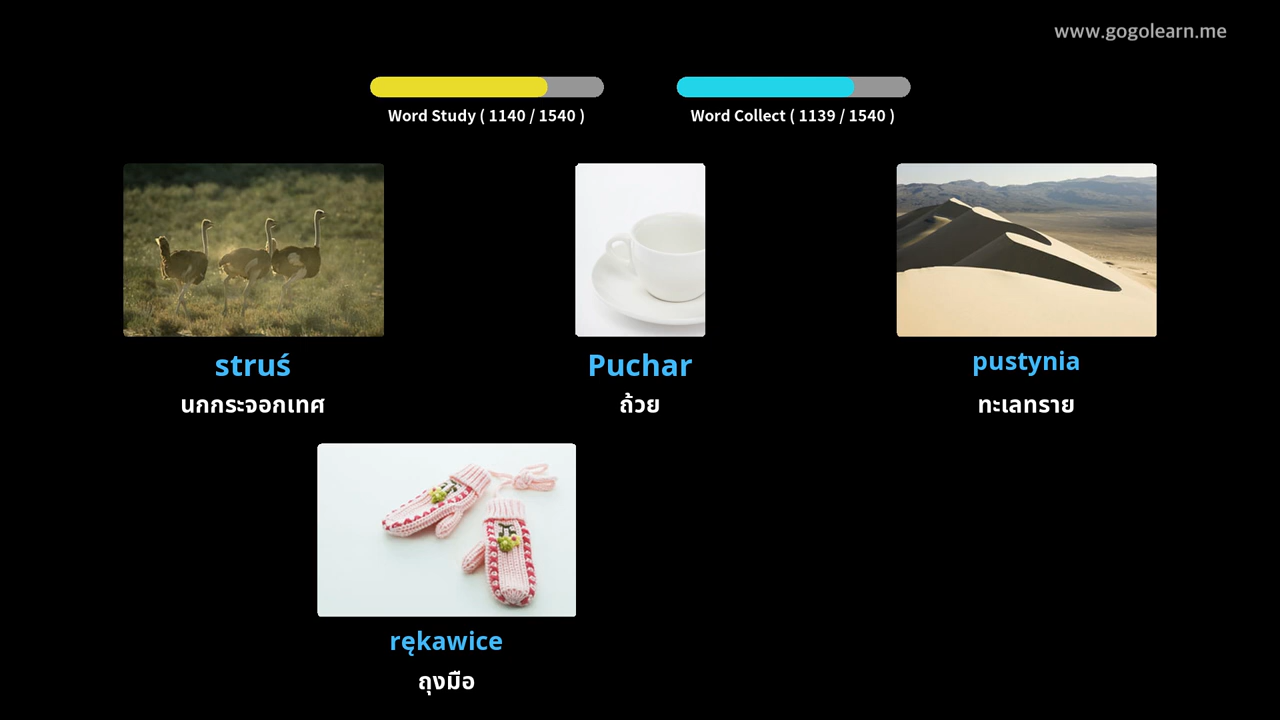 www.gogolearn.me
Word Study ( 1140 / 1540 )
Word Collect ( 1139 / 1540 )
struś
นกกระจอกเทศ
Puchar
ถ้วย
pustynia
ทะเลทราย
rękawice
ถุงมือ